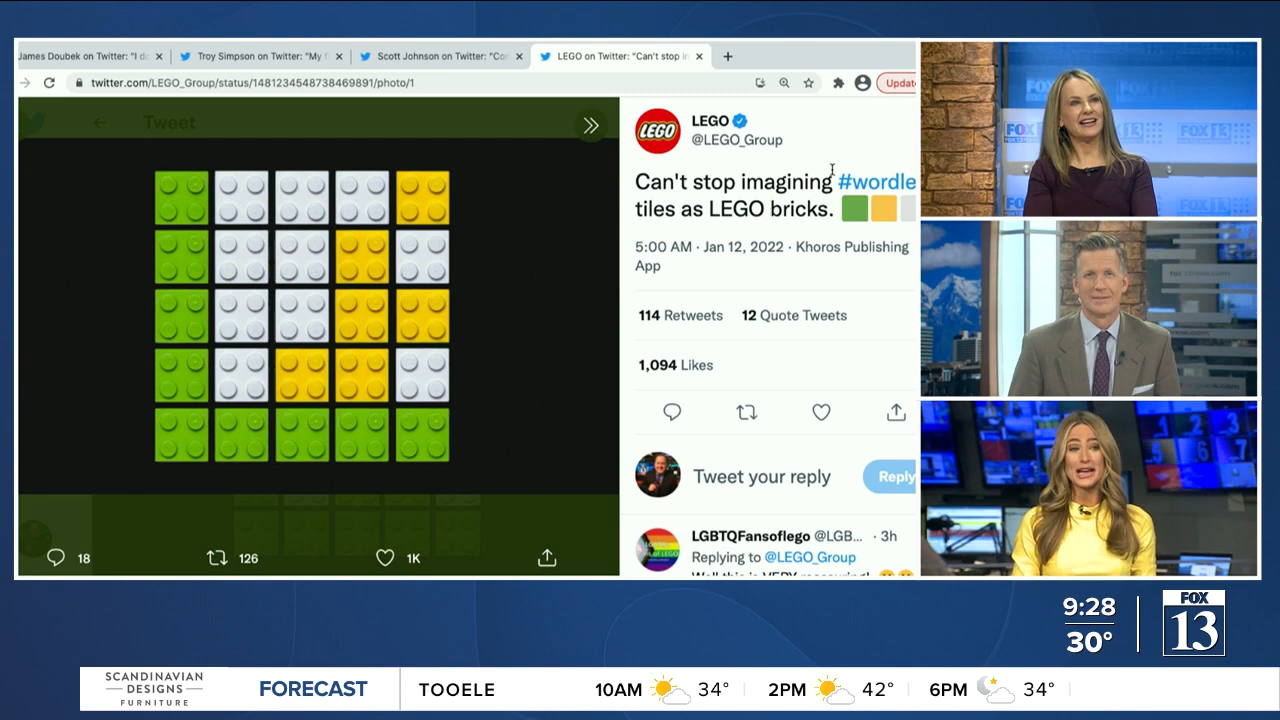 James Doubek on Twitter: "I d
Troy Simpson on Twitter: "My f
Scott Johnson on Twitter: "Co
LEGO on Twitter: "Can't stop i
twitter.com/LEGO_Group/status/1481234548738469891/photo/1
Updat
Tweet
LEGO
LEGO
@LEGO_Group
Can't stop imagining #wordle
tiles as LEGO bricks.
5:00 AM · Jan 12, 2022 · Khoros Publishing
App
114 Retweets 12 Quote Tweets
1,094 Likes
Tweet your reply
Reply
LGBTQFansoflego @LGB... · 3h
Replying to @LEGO_Group
18
126
1K
FOX 13
FOX 13
9:28
30°
FOX
13
SCANDINAVIAN
DESIGNS
FURNITURE
FORECAST
TOOELE
10AM 34°
2PM 42°
6PM 34°